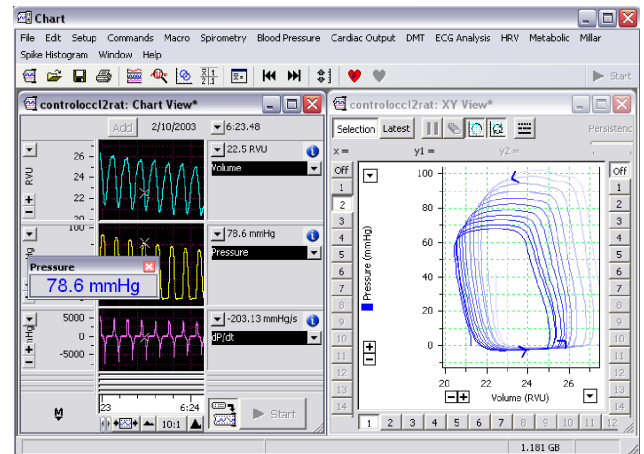 Chart
File Edit Setup Commands Macro Spirometry Blood Pressure Cardiac Output DMT ECG Analysis HRV Metabolic Millar
Spike Histogram Window Help
Start
controloccl2rat: Chart View*
Add 2/10/2003 6:23.48
RVU
26
24
22
20
22.5 RVU
Volume
100
78.6 mmHg
Pressure
Pressure
78.6 mmHg
5000
0
-5000
-203.13 mmHg/s
dP/dt
M
23 6:24
10:1
Start
controloccl2rat: XY View*
Selection Latest
x = y1 = y2 =
Off
1
2
3
4
5
6
7
8
9
10
11
12
13
14
Pressure (mmHg)
100
80
60
40
20
0
20 22 24 26
Volume (RVU)
1 2 3 4 5 6 7 8 9 10 11 12
Off
1
2
3
4
5
6
7
8
9
10
11
12
13
14
1.181 GB